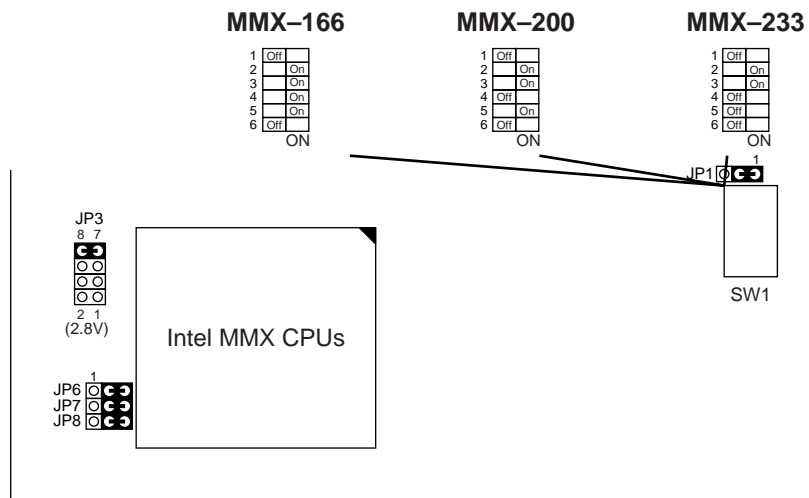 MMX–166
1 Off
2 On
3 On
4 On
5 On
6 Off
ON
MMX–200
1 Off
2 On
3 On
4 Off
5 On
6 Off
ON
MMX–233
1 Off
2 On
3 On
4 Off
5 Off
6 Off
ON
1
JP1
SW1
JP3
8 7
2 1
(2.8V)
Intel MMX CPUs
1
JP6
JP7
JP8